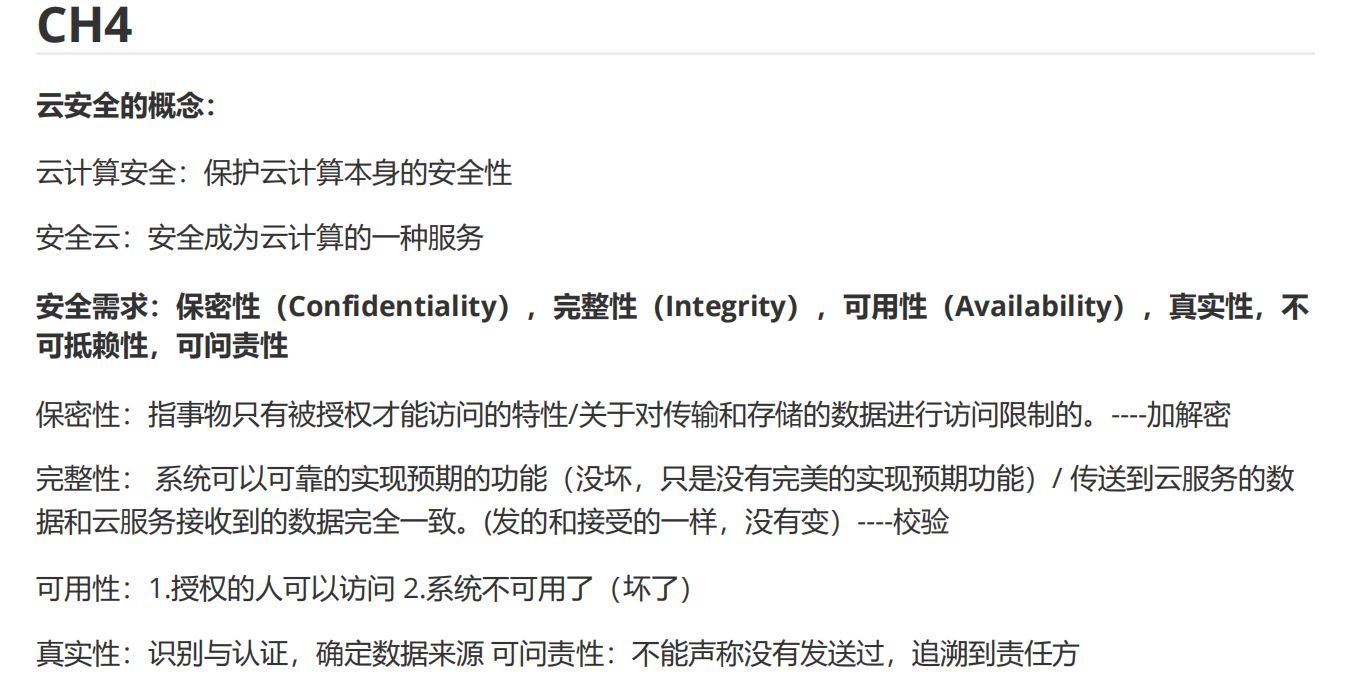 CH4
云安全的概念：
云计算安全：保护云计算本身的安全性
安全云：安全成为云计算的一种服务
安全需求：保密性（Confidentiality），完整性（Integrity），可用性（Availability），真实性，不
可抵赖性，可问责性
保密性：指事物只有被授权才能访问的特性/关于对传输和存储的数据进行访问限制的。----加解密
完整性： 系统可以可靠的实现预期的功能（没坏，只是没有完美的实现预期功能）/ 传送到云服务的数
据和云服务接收到的数据完全一致。(发的和接受的一样，没有变）----校验
可用性：1.授权的人可以访问 2.系统不可用了（坏了）
真实性：识别与认证，确定数据来源 可问责性：不能声称没有发送过，追溯到责任方